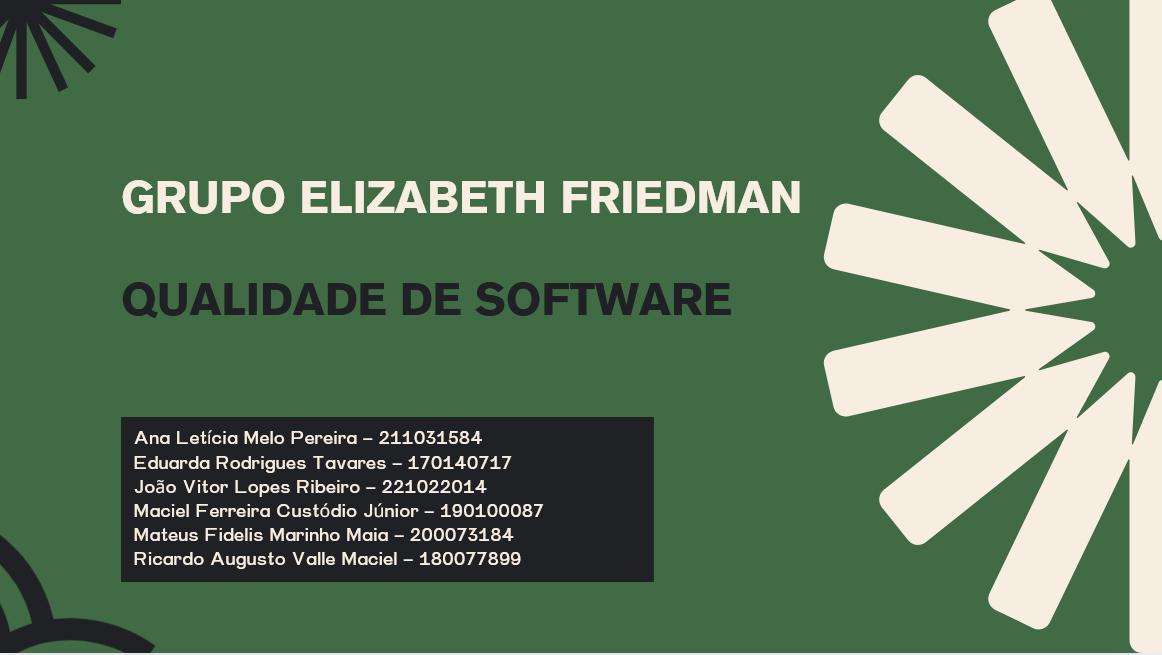 GRUPO ELIZABETH FRIEDMAN
QUALIDADE DE SOFTWARE
Ana Letícia Melo Pereira – 211031584
Eduarda Rodrigues Tavares – 170140717
João Vitor Lopes Ribeiro – 221022014
Maciel Ferreira Custódio Júnior – 190100087
Mateus Fidelis Marinho Maia – 200073184
Ricardo Augusto Valle Maciel – 180077899